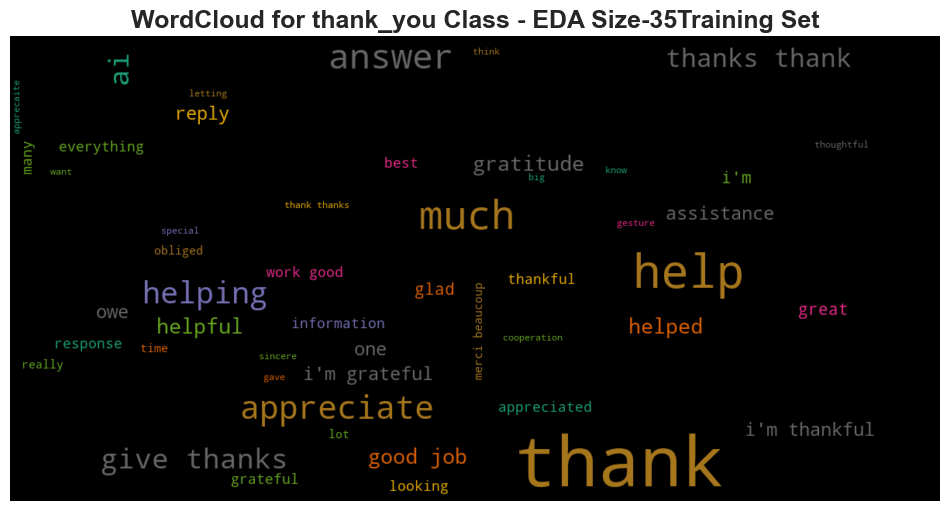 WordCloud for thank_you Class - EDA Size-35Training Set
think
answer
thanks thank
ai
apprecaite
letting
reply
many
everything
thoughtful
best
gratitude
want
big
know
i'm
thank thanks
much
assistance
special
gesture
obliged
help
work good
thankful
helping
glad
great
owe
information
helpful
helped
response
time
merci beaucoup
cooperation
one
sincere
really
gave
i'm grateful
appreciate
appreciated
lot
i'm thankful
give thanks
good job
thank
grateful
looking